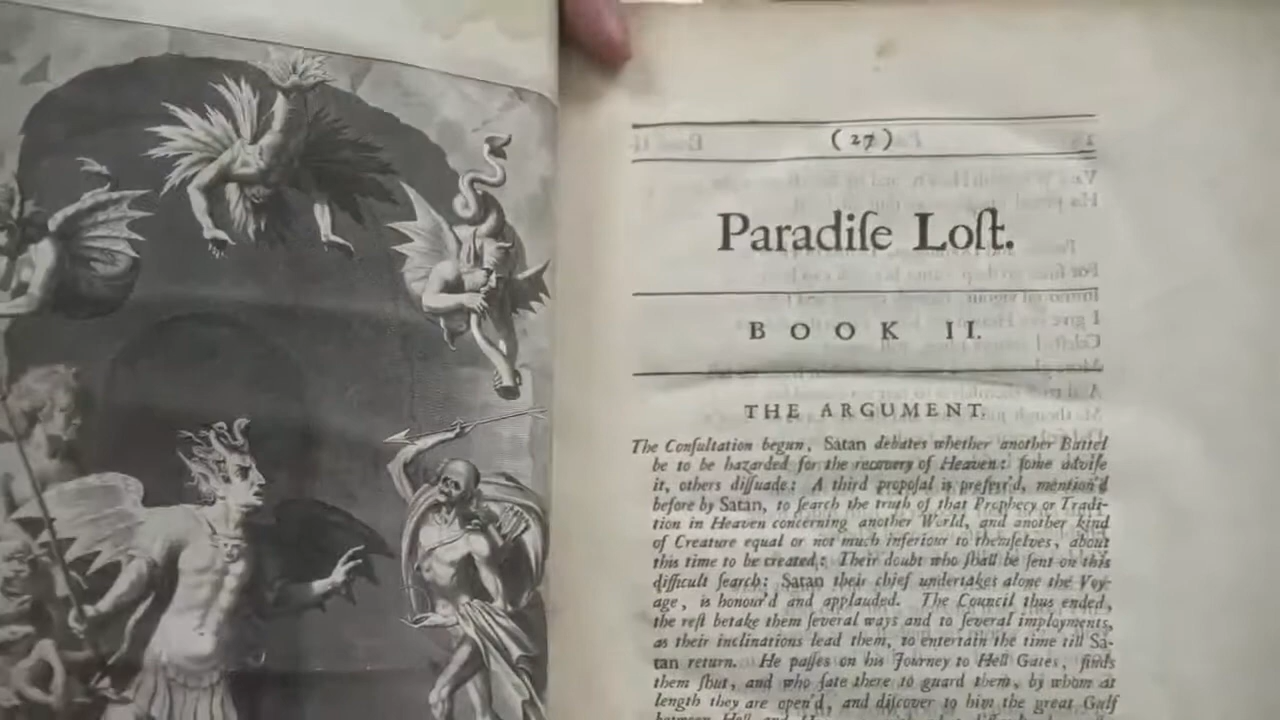 (27)
Paradiſe Loſt.
BOOK II.
THE ARGUMENT.
The Conſultation begun, Satan debates whether another Battel
be to be hazarded for the recovery of Heaven: ſome adviſe
it, others diſſuade: A third propoſal is prefer'd, mention'd
before by Satan, to ſearch the truth of that Prophecy or Tradi-
tion in Heaven concerning another World, and another kind
of Creature equal or not much inferiour to themſelves, about
this time to be created: Their doubt who ſhall be ſent on this
difficult ſearch: Satan their chief undertakes alone the Voy-
age, is honour'd and applauded. The Council thus ended,
the reſt betake them ſeveral ways and to ſeveral imployments,
as their inclinations lead them, to entertain the time till Sa-
tan return. He paſſes on his Journey to Hell Gates, finds
them ſhut, and who ſate there to guard them, by whom at
length they are open'd, and diſcover to him the great Gulf
between Hell and